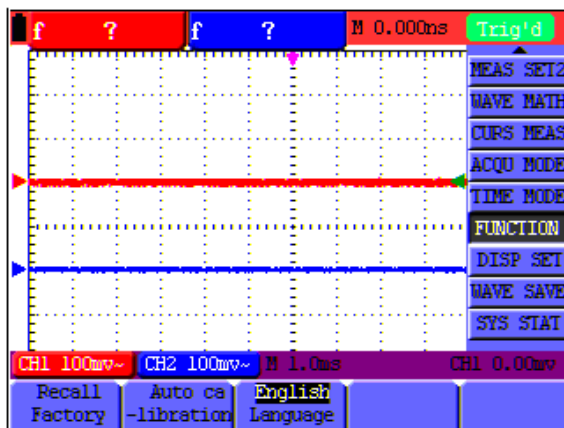 f ? f ? M 0.000ns Trig'd
MEAS SET2
WAVE MATH
CURS MEAS
ACQU MODE
TIME MODE
FUNCTION
DISP SET
WAVE SAVE
SYS STAT
CH1 100mv~ CH2 100mv~ M 1.0ms CH1 0.00mv
Recall Auto ca English
Factory -libration Language